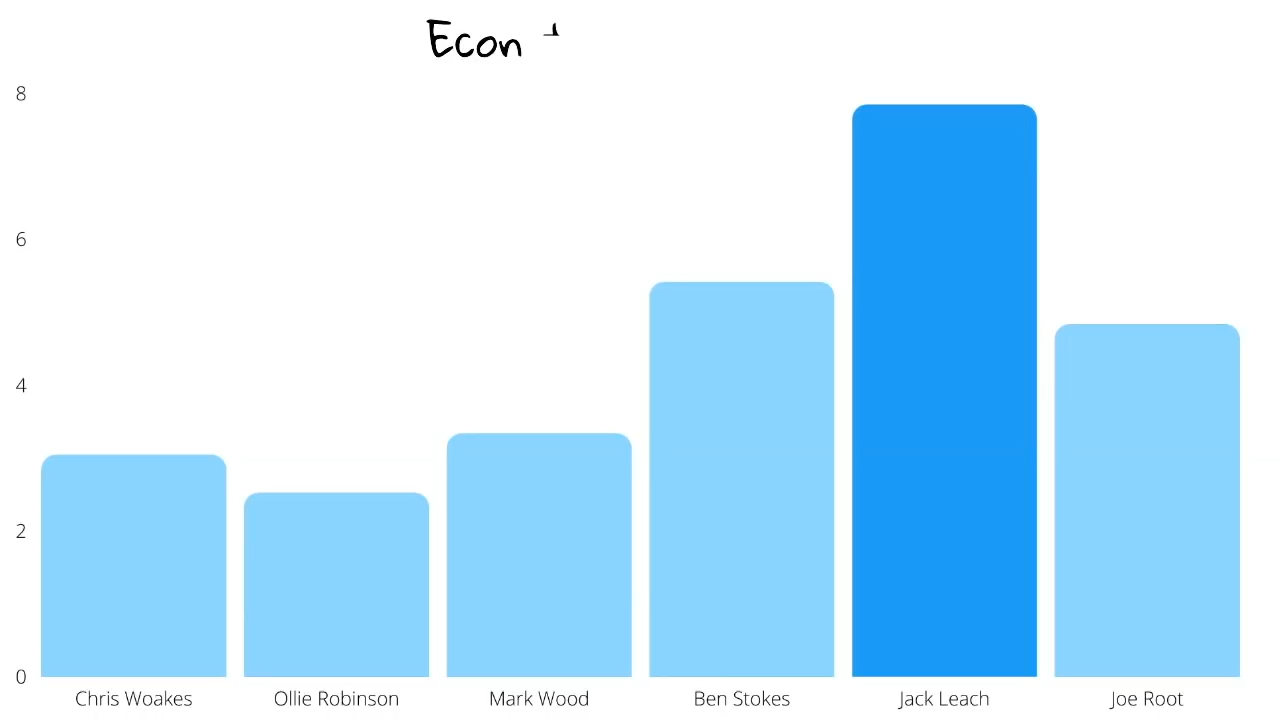 Econ
8
6
4
2
0
Chris Woakes
Ollie Robinson
Mark Wood
Ben Stokes
Jack Leach
Joe Root